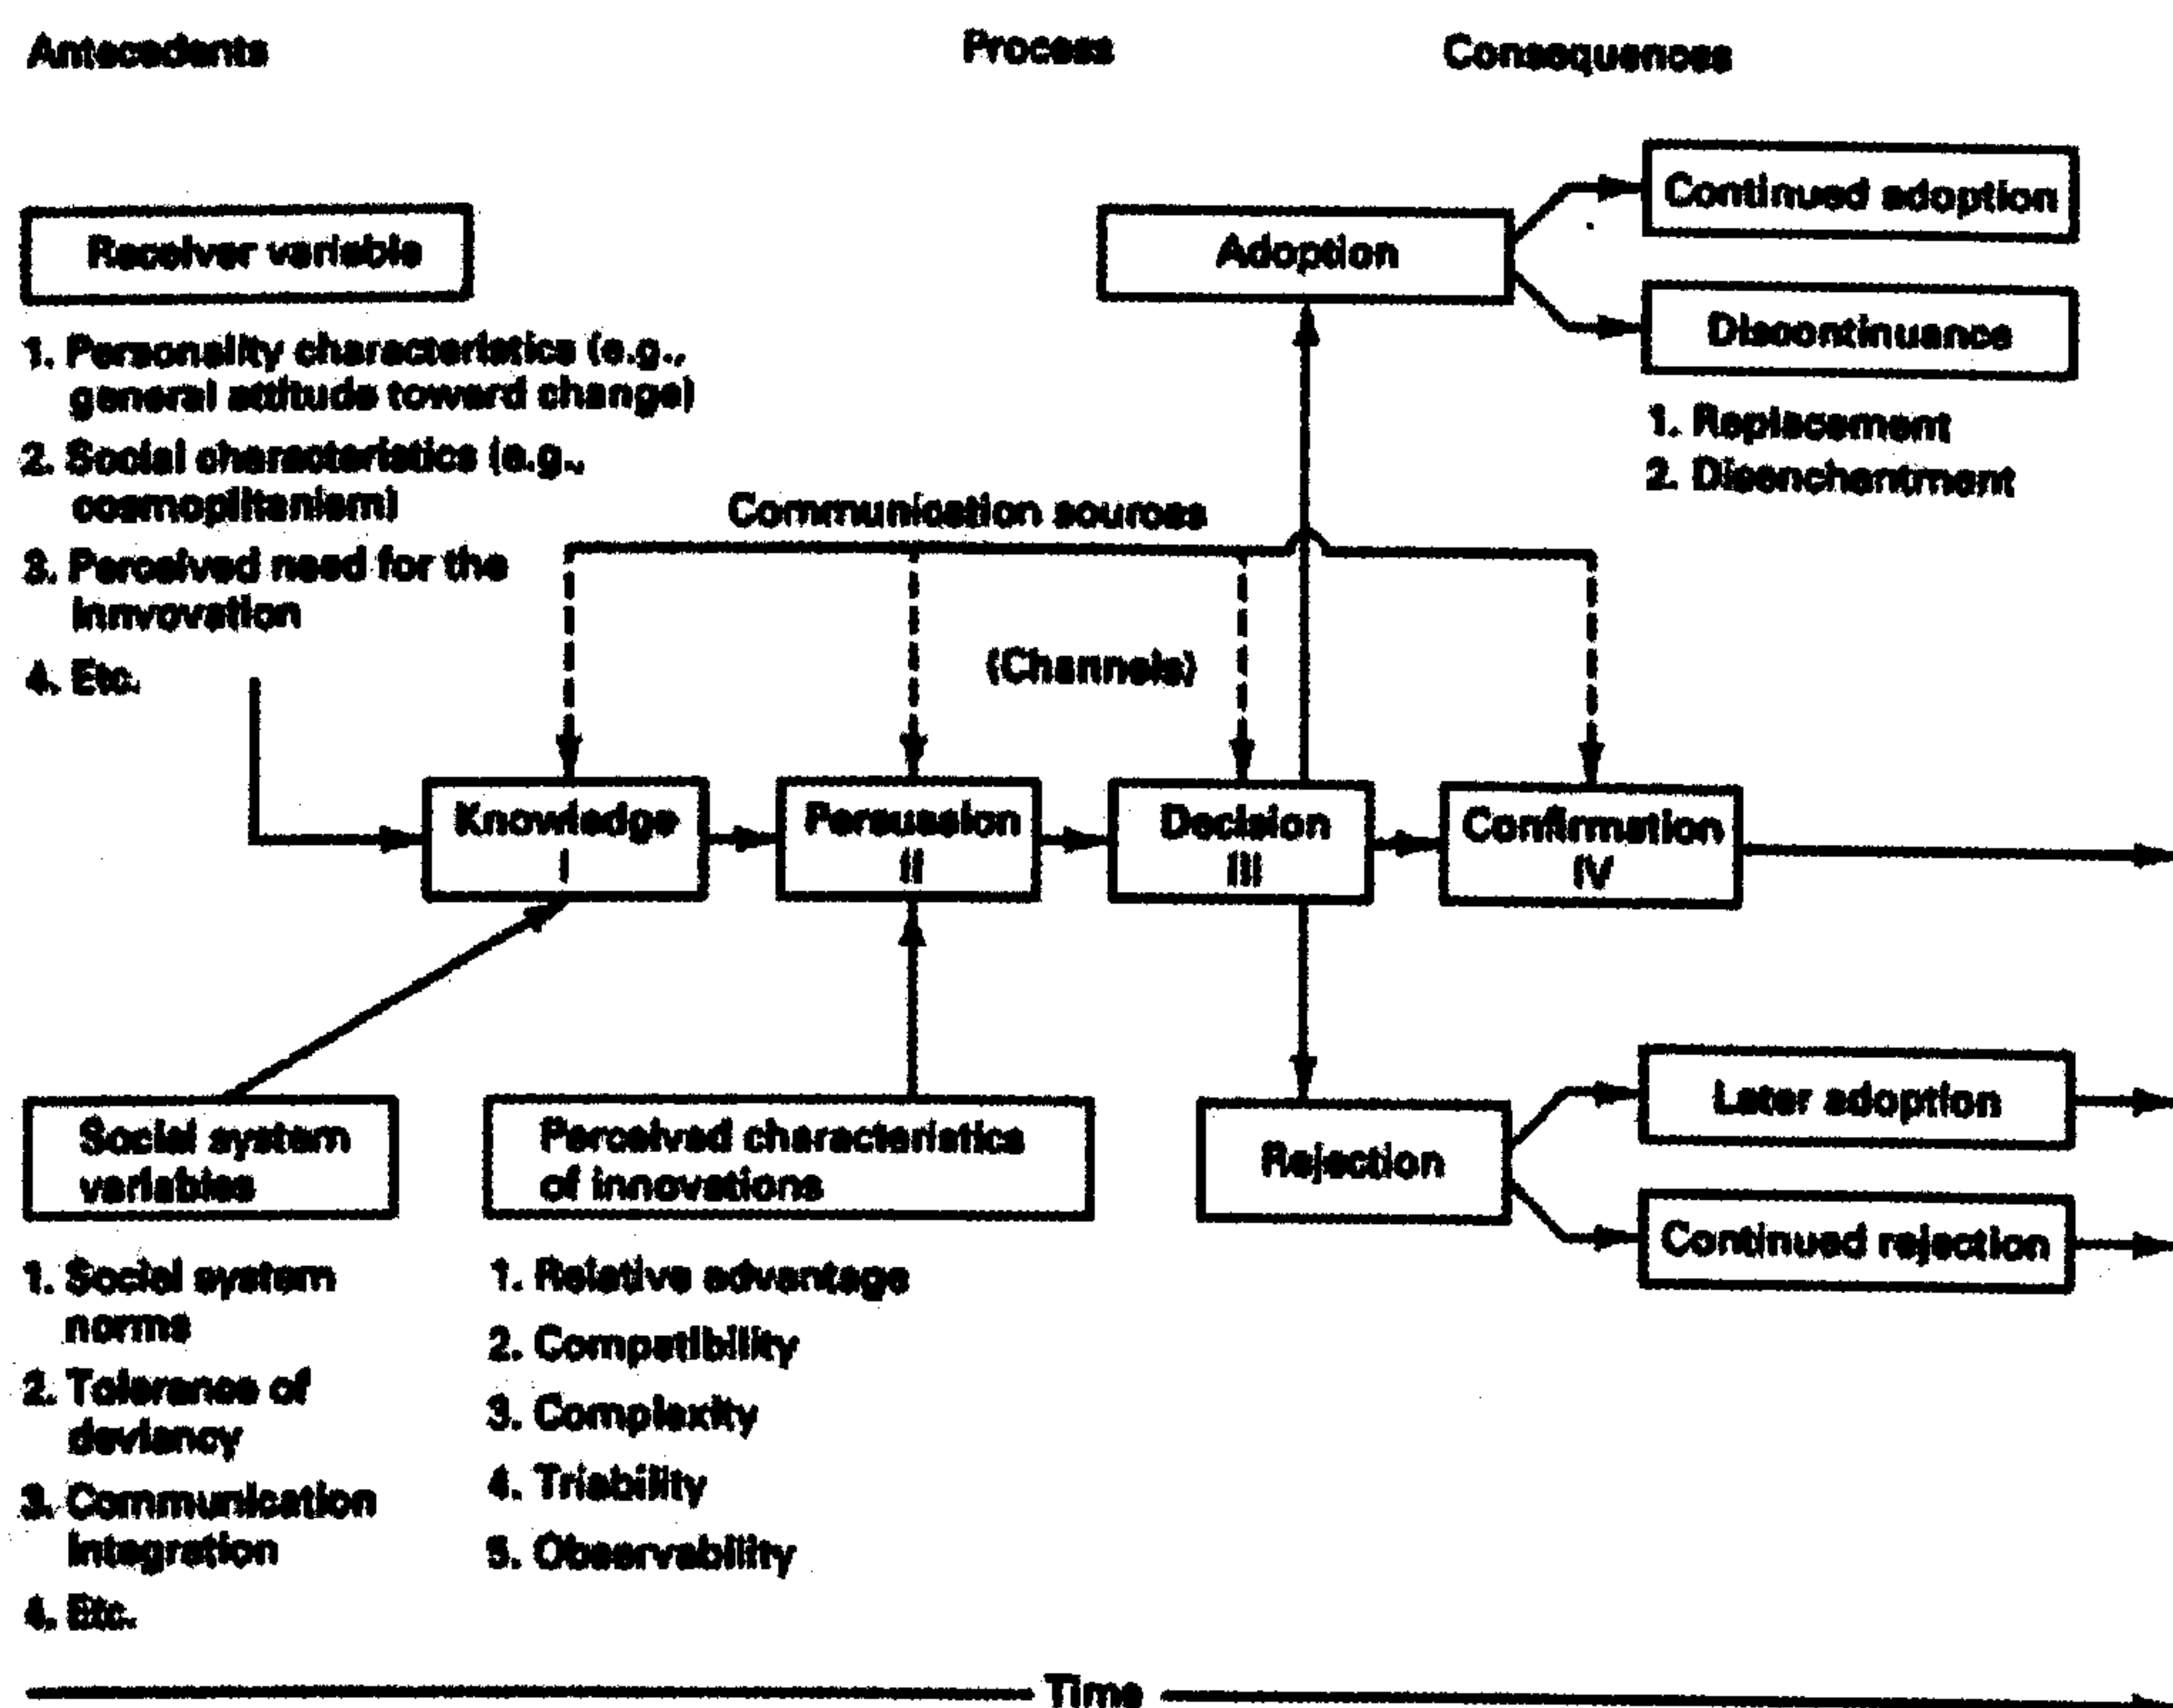 Antecedents
Process
Consequences
Receiver variable
1. Personality characteristics (e.g.,
general attitude toward change)
2. Social characteristics (e.g.,
cosmoplitanism)
3. Perceived need for the
innvovation
4. Etc.
Adoption
Continued adoption
Discontinuance
1. Replacement
2. Disenchantment
Communication sources
(Channels)
Knowledge
I
Persuasion
II
Decision
III
Confirmation
IV
Social system
variables
1. Social system
norms
2. Tolerance of
deviancy
3. Communication
integration
4. Etc.
Perceived characteristics
of innovations
1. Relative advantage
2. Compatibility
3. Complexity
4. Triability
5. Observability
Rejection
Later adoption
Continued rejection
Time